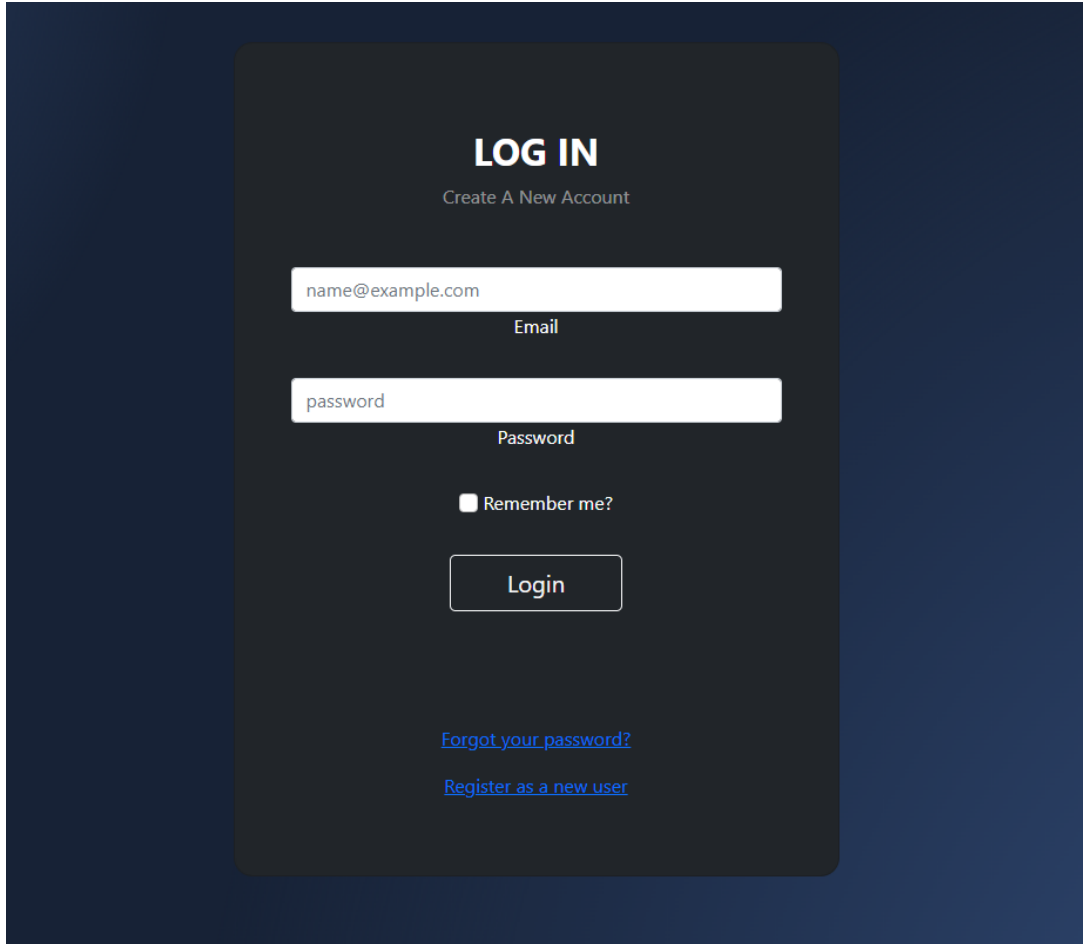 LOG IN
Create A New Account
name@example.com
Email
password
Password
Remember me?
Login
Forgot your password?
Register as a new user